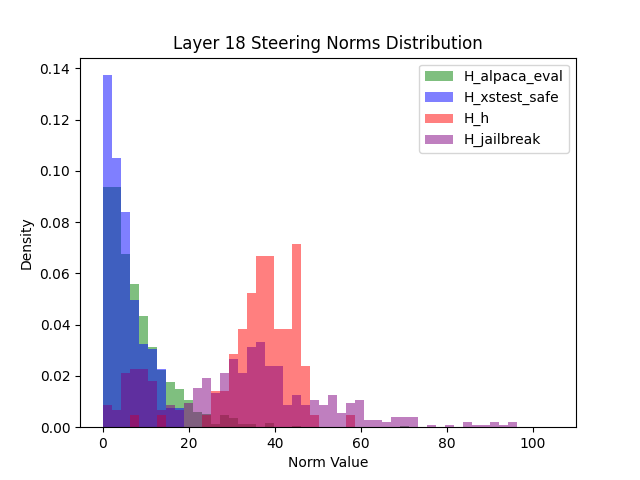 Layer 18 Steering Norms Distribution
H_alpaca_eval
H_xstest_safe
H_h
H_jailbreak
0.14
0.12
0.10
0.08
0.06
0.04
0.02
0.00
Density
0
20
40
60
80
100
Norm Value